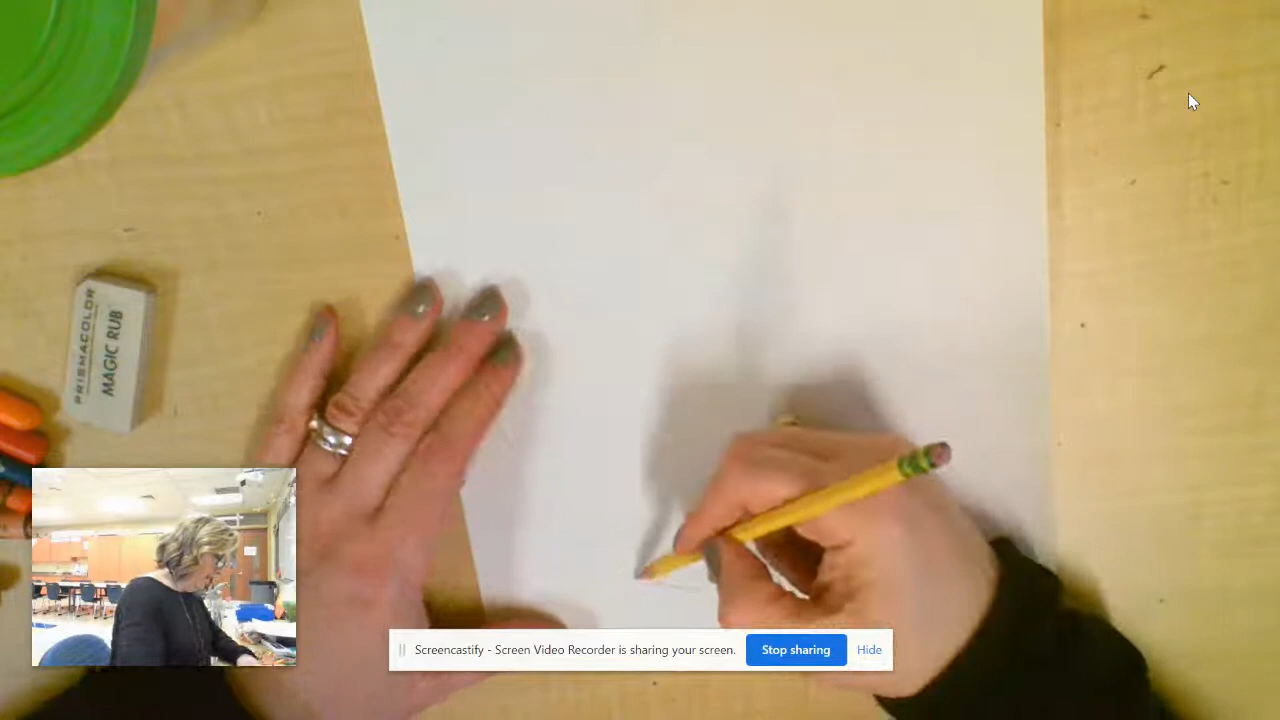 PRISMACOLOR
MAGIC RUB
Screencastify - Screen Video Recorder is sharing your screen.
Stop sharing
Hide